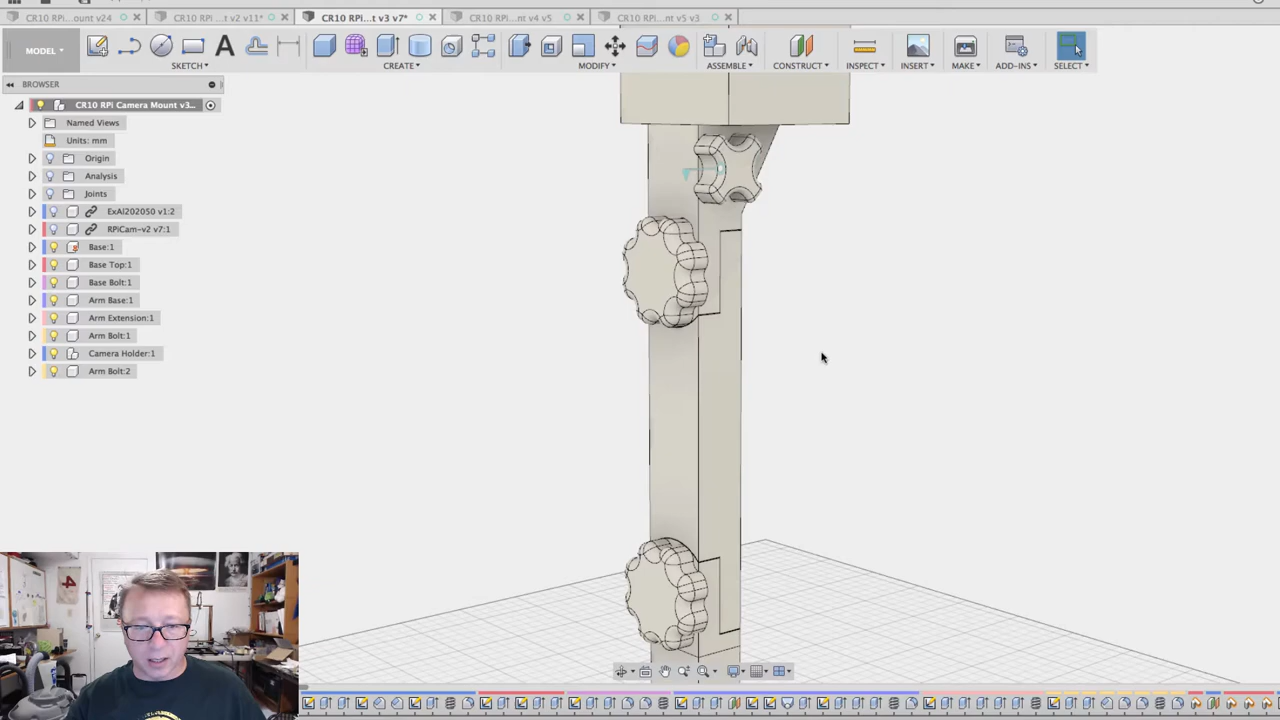 CR10 RPi...ount v24
CR10 RPi...t v2 v11*
CR10 RPi...t v3 v7*
CR10 RPi...nt v4 v5
CR10 RPi...nt v5 v3
MODEL
SKETCH
CREATE
MODIFY
ASSEMBLE
CONSTRUCT
INSPECT
INSERT
MAKE
ADD-INS
SELECT
BROWSER
CR10 RPi Camera Mount v3...
Named Views
Units: mm
Origin
Analysis
Joints
ExAl202050 v1:2
RPiCam-v2 v7:1
Base:1
Base Top:1
Base Bolt:1
Arm Base:1
Arm Extension:1
Arm Bolt:1
Camera Holder:1
Arm Bolt:2